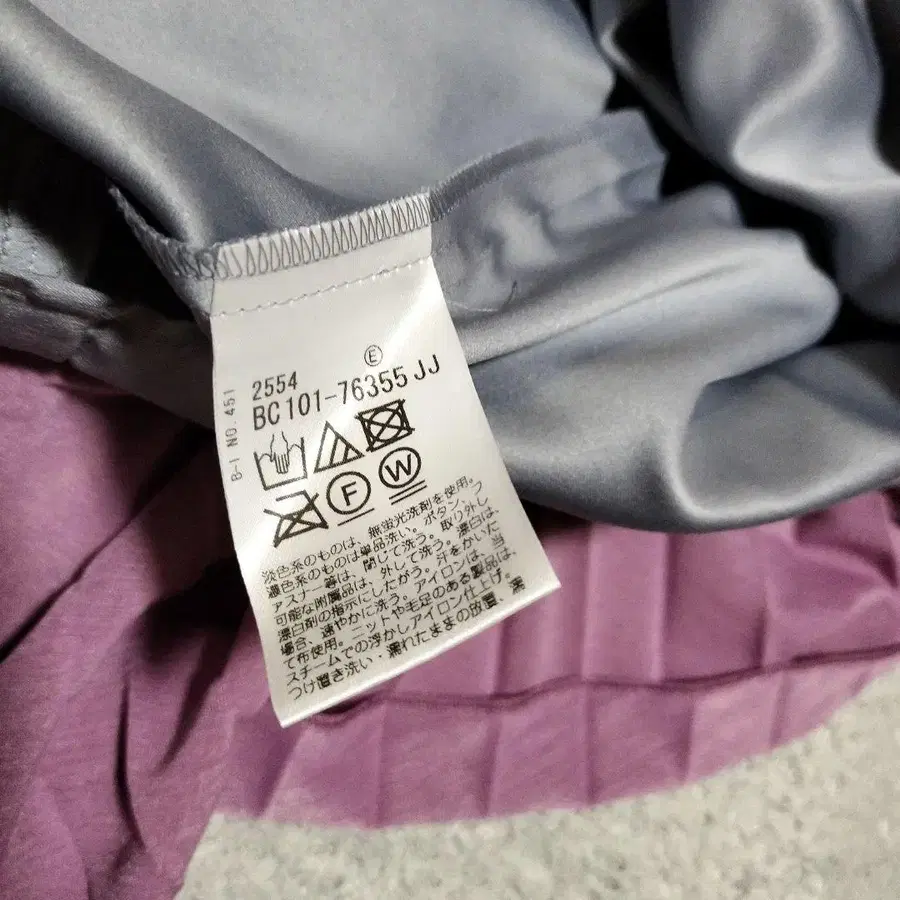 B-I NO. 451
2554
Ⓔ
BC101-76355 JJ
F
W
淡色系のものは、無蛍光洗剤を使用。
濃色系のものは単品洗い。ボタン、フ
ァスナー等は、閉じて洗う。取り外し
可能な附属品は、外して洗う。漂白は、
漂白剤の指示にしたがう。汗をかいた
場合、速やかに洗う。アイロンは、当
て布使用。ニットや毛足のある製品は、
スチームでの浮かしアイロン仕上げ。
つけ置き洗い・濡れたままの放置、濡